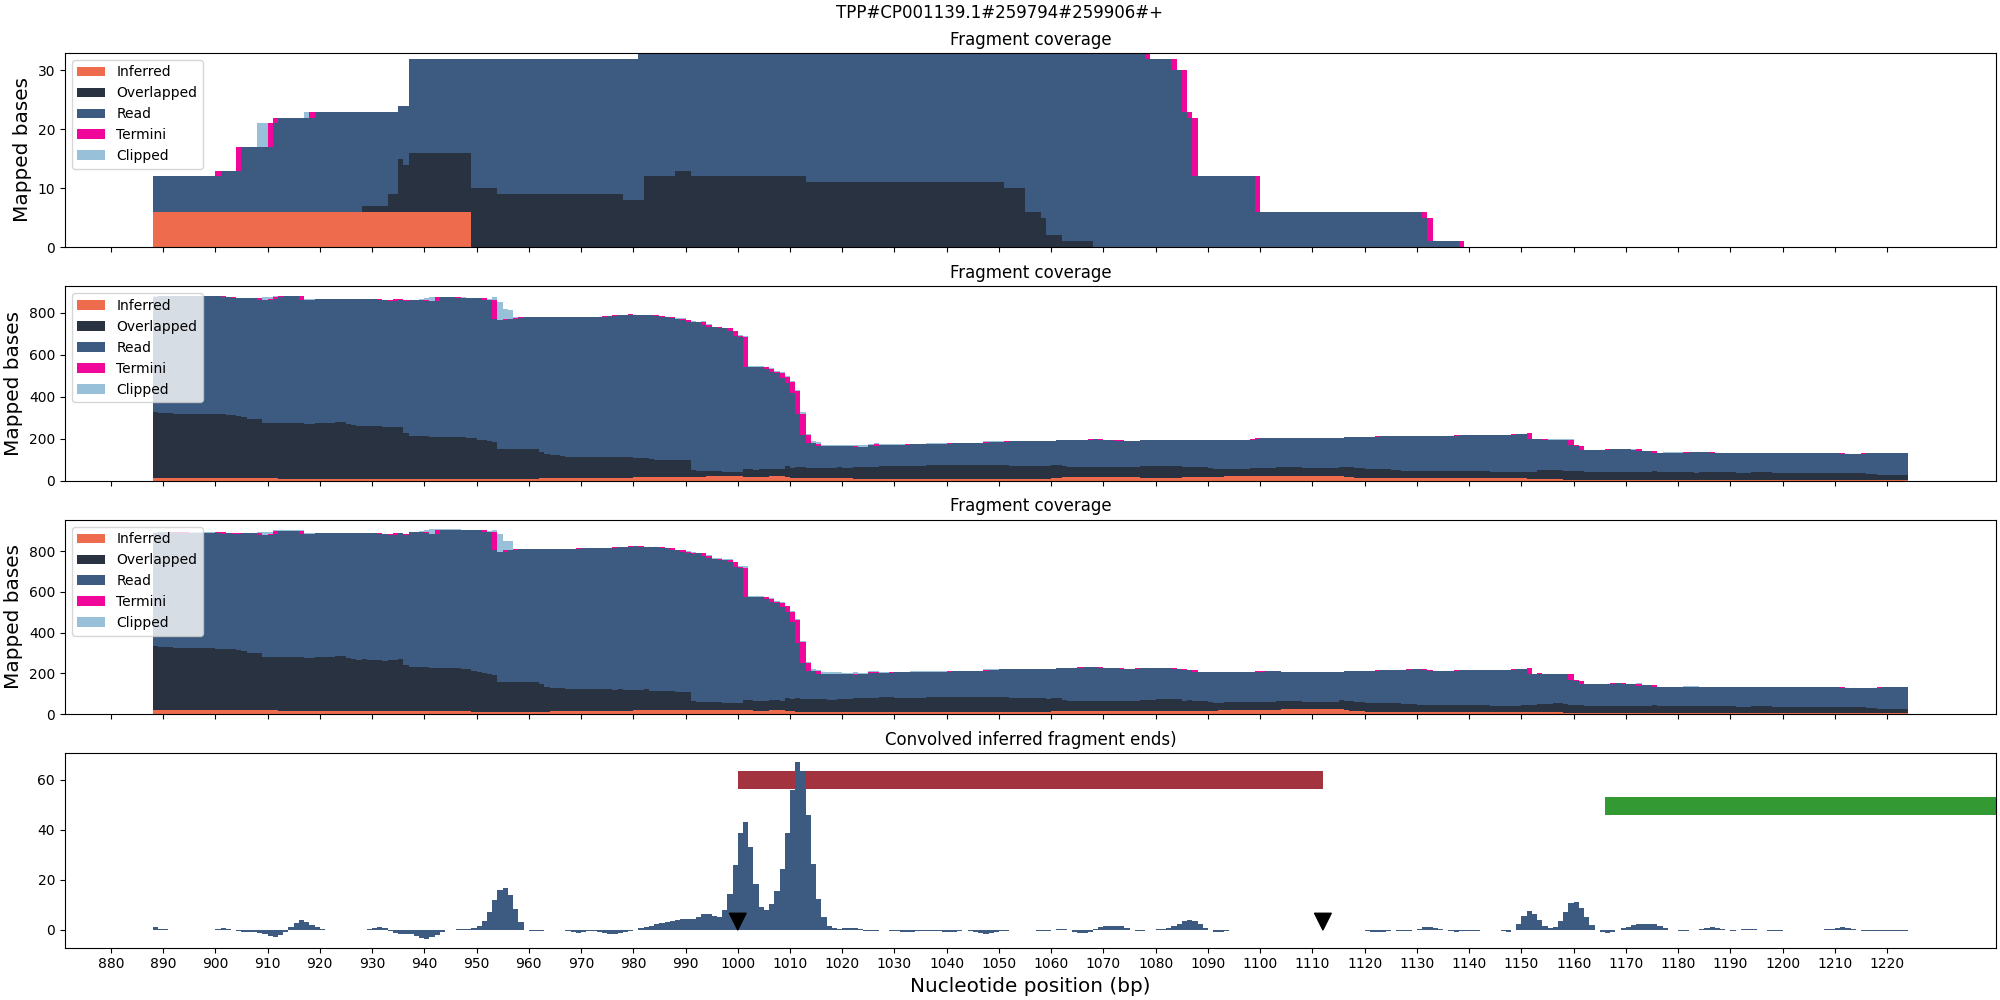 TPP#CP001139.1#259794#259906#+
Fragment coverage
Mapped bases
30
20
10
0
Inferred
Overlapped
Read
Termini
Clipped
Fragment coverage
Mapped bases
800
600
400
200
0
Inferred
Overlapped
Read
Termini
Clipped
Fragment coverage
Mapped bases
800
600
400
200
0
Inferred
Overlapped
Read
Termini
Clipped
Convolved inferred fragment ends)
60
40
20
0
880 890 900 910 920 930 940 950 960 970 980 990 1000 1010 1020 1030 1040 1050 1060 1070 1080 1090 1100 1110 1120 1130 1140 1150 1160 1170 1180 1190 1200 1210 1220
Nucleotide position (bp)